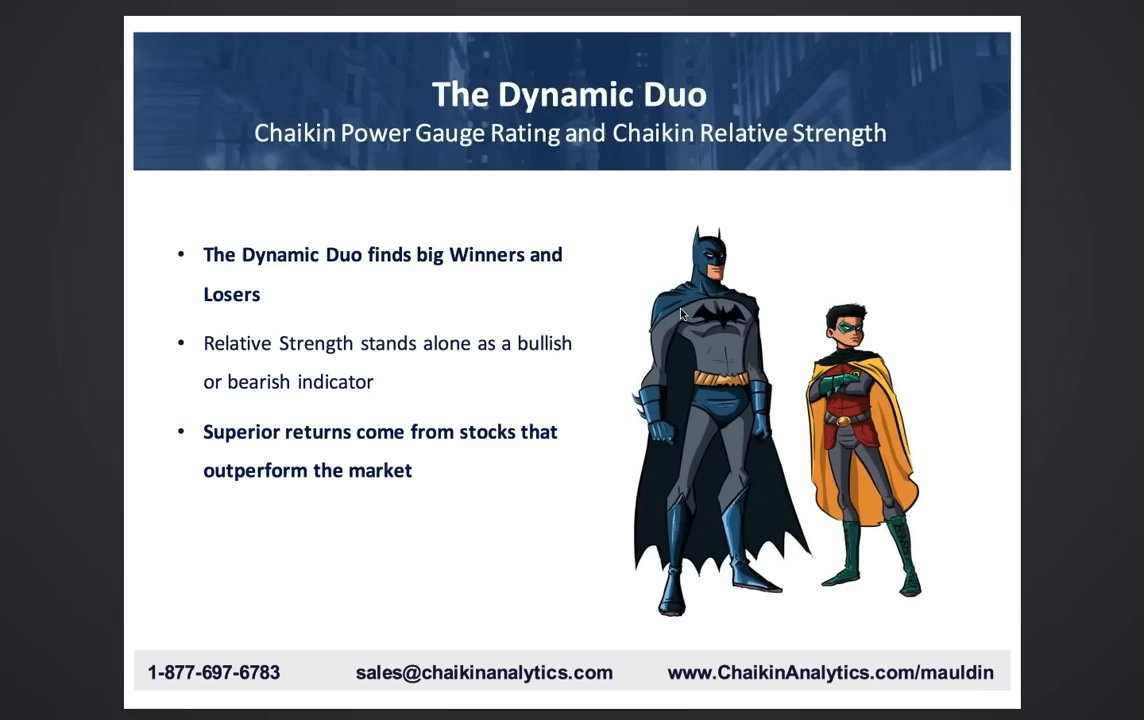 The Dynamic Duo
Chaikin Power Gauge Rating and Chaikin Relative Strength
• The Dynamic Duo finds big Winners and
Losers
• Relative Strength stands alone as a bullish
or bearish indicator
• Superior returns come from stocks that
outperform the market
1-877-697-6783 sales@chaikinanalytics.com www.ChaikinAnalytics.com/mauldin